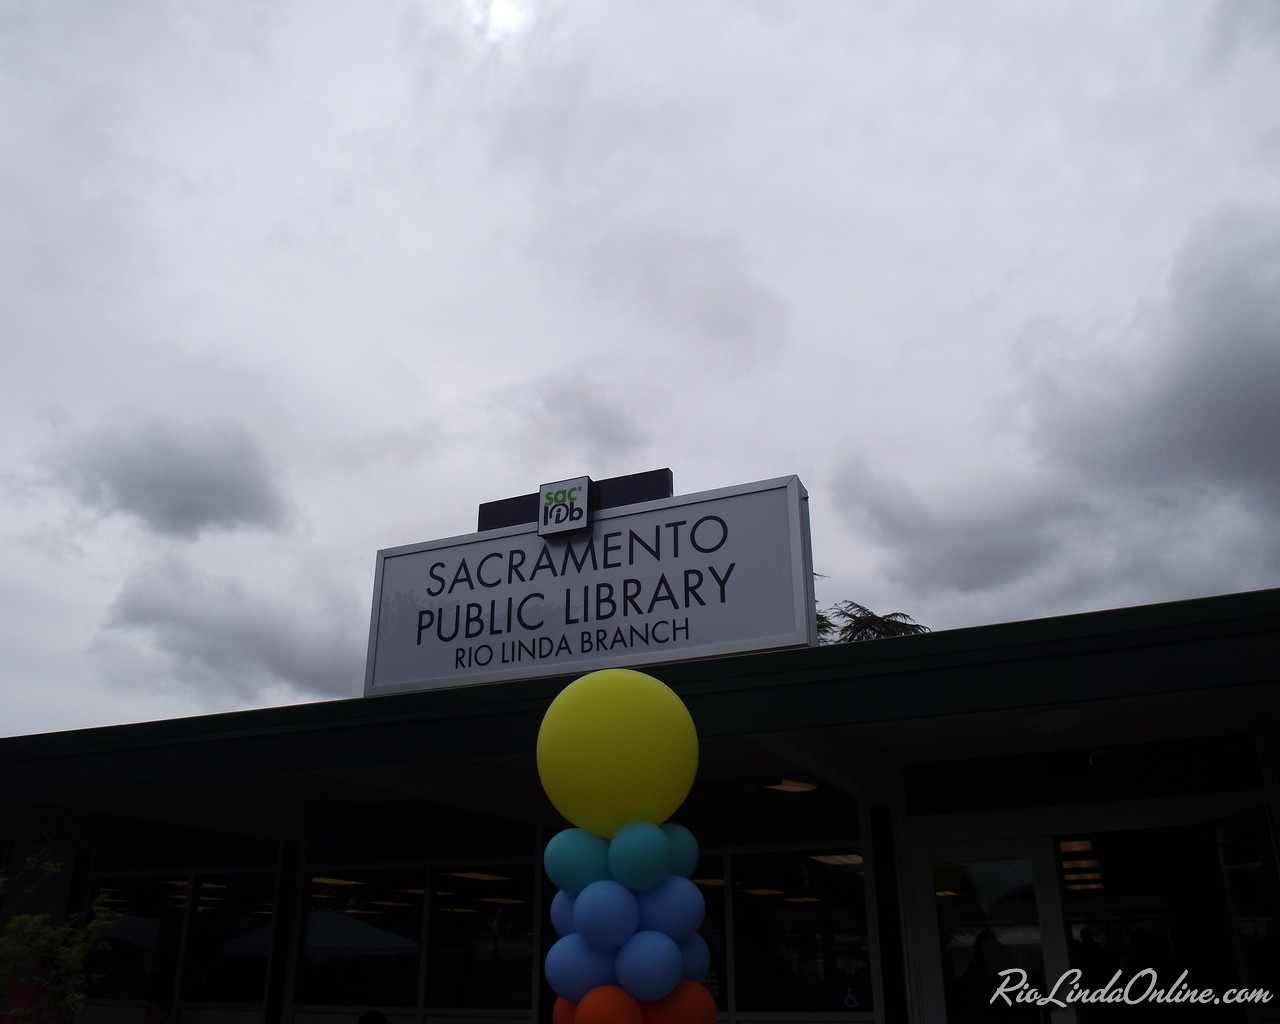 sac
lib
SACRAMENTO
PUBLIC LIBRARY
RIO LINDA BRANCH
RioLindaOnline.com